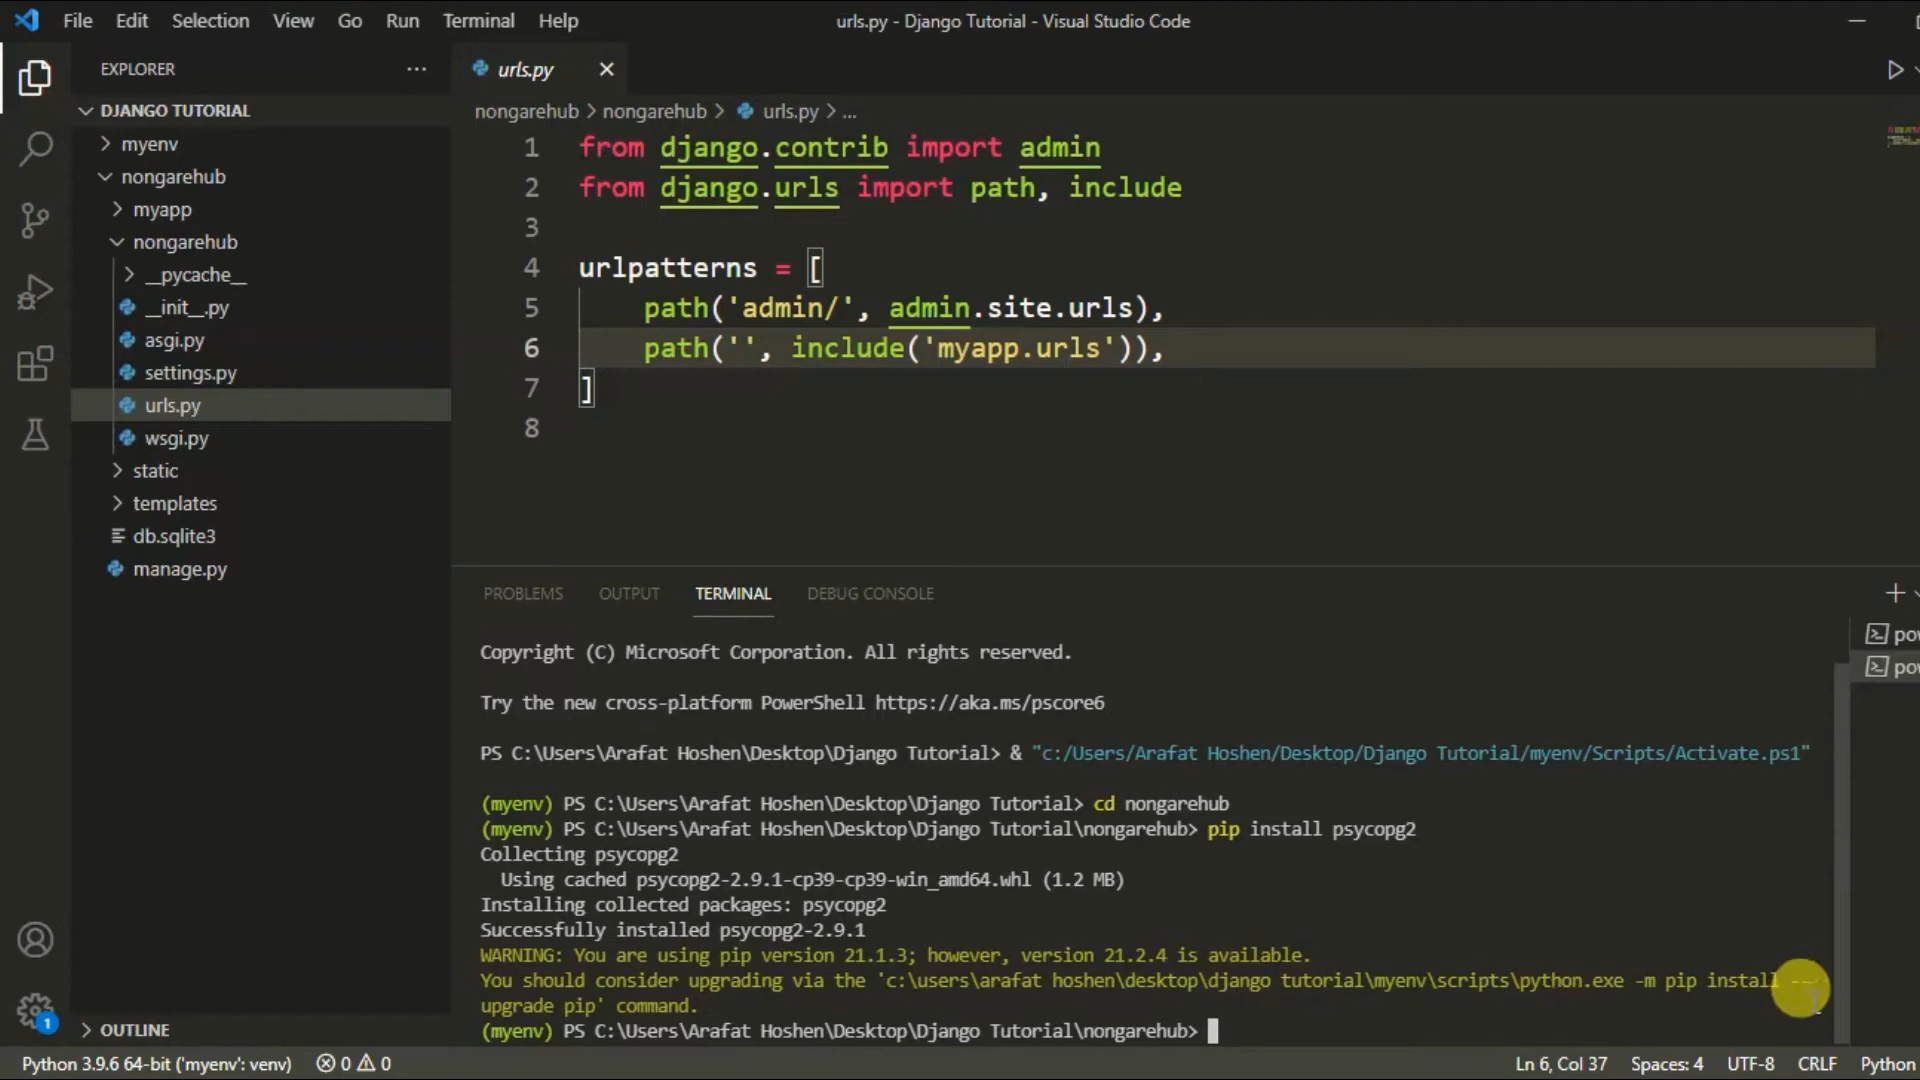 File Edit Selection View Go Run Terminal Help
urls.py - Django Tutorial - Visual Studio Code
EXPLORER ...
DJANGO TUTORIAL
myenv
nongarehub
myapp
nongarehub
__pycache__
__init__.py
asgi.py
settings.py
urls.py
wsgi.py
static
templates
db.sqlite3
manage.py
OUTLINE
urls.py
nongarehub > nongarehub > urls.py > ...
1 from django.contrib import admin
2 from django.urls import path, include
3
4 urlpatterns = [
5 path('admin/', admin.site.urls),
6 path('', include('myapp.urls')),
7 ]
8
PROBLEMS OUTPUT TERMINAL DEBUG CONSOLE
Copyright (C) Microsoft Corporation. All rights reserved.
Try the new cross-platform PowerShell https://aka.ms/pscore6
PS C:\Users\Arafat Hoshen\Desktop\Django Tutorial> & "c:/Users/Arafat Hoshen/Desktop/Django Tutorial/myenv/Scripts/Activate.ps1"
(myenv) PS C:\Users\Arafat Hoshen\Desktop\Django Tutorial> cd nongarehub
(myenv) PS C:\Users\Arafat Hoshen\Desktop\Django Tutorial\nongarehub> pip install psycopg2
Collecting psycopg2
Using cached psycopg2-2.9.1-cp39-cp39-win_amd64.whl (1.2 MB)
Installing collected packages: psycopg2
Successfully installed psycopg2-2.9.1
WARNING: You are using pip version 21.1.3; however, version 21.2.4 is available.
You should consider upgrading via the 'c:\users\arafat hoshen\desktop\django tutorial\myenv\scripts\python.exe -m pip install --
upgrade pip' command.
(myenv) PS C:\Users\Arafat Hoshen\Desktop\Django Tutorial\nongarehub>
pow
pow
1
Python 3.9.6 64-bit ('myenv': venv) 0 0 Ln 6, Col 37 Spaces: 4 UTF-8 CRLF Python